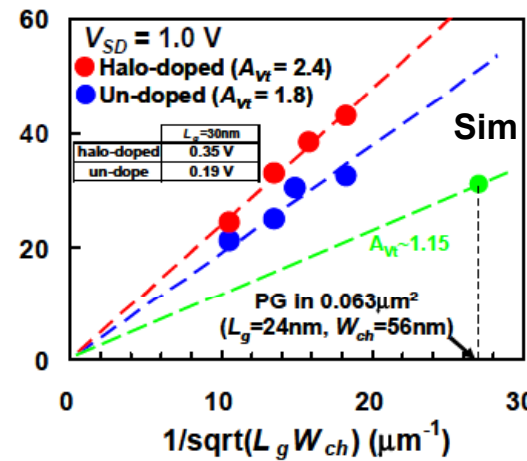 60
V_SD = 1.0 V
Halo-doped (A_Vt = 2.4)
Un-doped (A_Vt = 1.8)
40
Sim
L_g=30nm
halo-doped 0.35 V
un-dope 0.19 V
20
A_Vt~1.15
PG in 0.063μm²
(L_g=24nm, W_ch=56nm)
0
0 10 20 30
1/sqrt(L_g W_ch) (μm⁻¹)